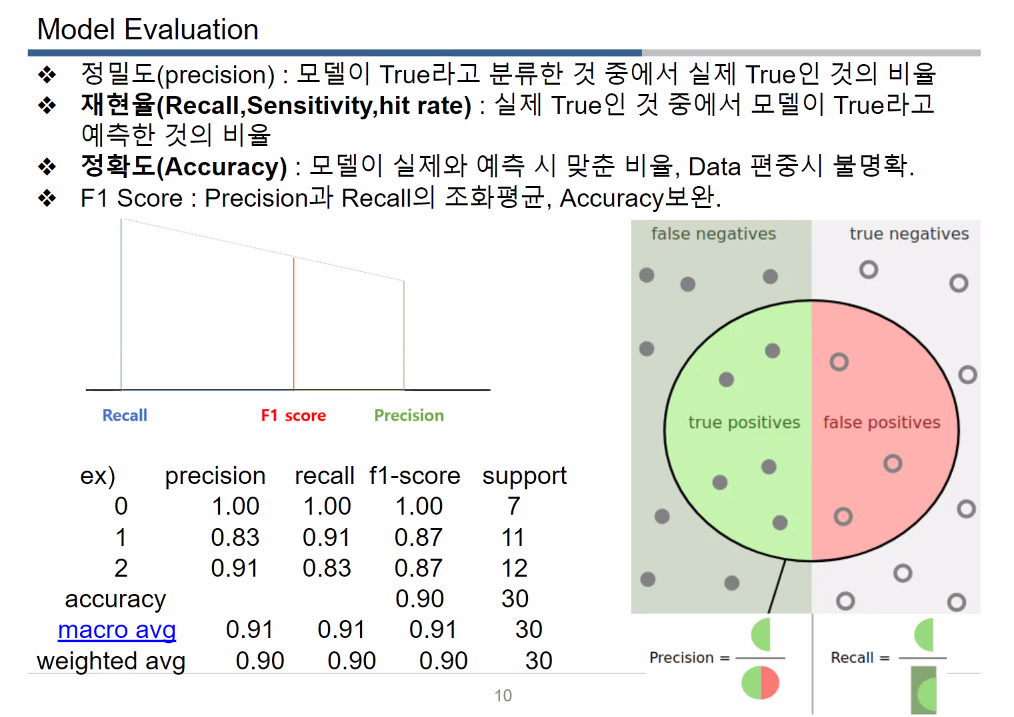 Model Evaluation
❖ 정밀도(precision) : 모델이 True라고 분류한 것 중에서 실제 True인 것의 비율
❖ 재현율(Recall,Sensitivity,hit rate) : 실제 True인 것 중에서 모델이 True라고
예측한 것의 비율
❖ 정확도(Accuracy) : 모델이 실제와 예측 시 맞춘 비율, Data 편중시 불명확.
❖ F1 Score : Precision과 Recall의 조화평균, Accuracy보완.
Recall F1 score Precision
ex) precision recall f1-score support
0 1.00 1.00 1.00 7
1 0.83 0.91 0.87 11
2 0.91 0.83 0.87 12
accuracy 0.90 30
macro avg 0.91 0.91 0.91 30
weighted avg 0.90 0.90 0.90 30
false negatives true negatives
true positives false positives
Precision = Recall =
10